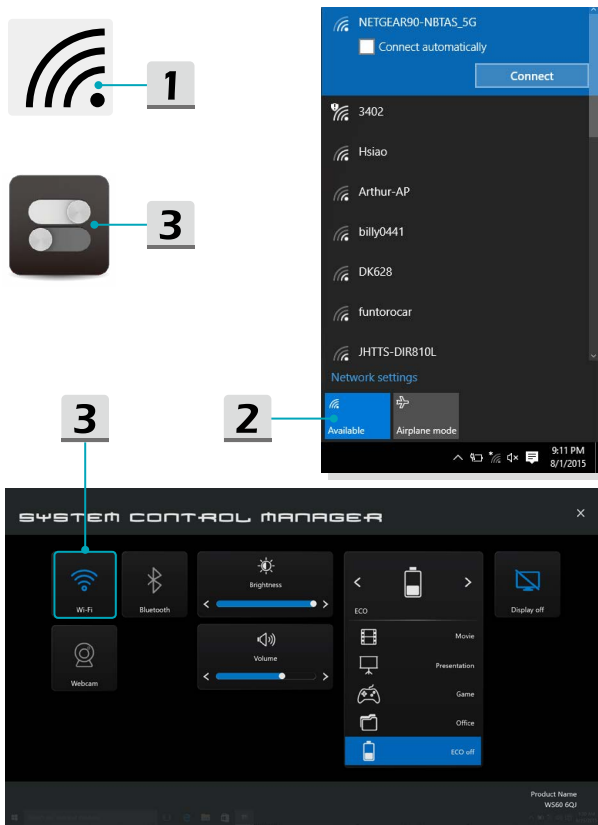 1
3
NETGEAR90-NBTAS_5G
Connect automatically
Connect
3402
Hsiao
Arthur-AP
billy0441
DK628
funtorocar
JHTTS-DIR810L
Network settings
Available
Airplane mode
9:11 PM
8/1/2015
2
3
SYSTEM CONTROL MANAGER
Wi-Fi
Bluetooth
Webcam
Brightness
Volume
ECO
Movie
Presentation
Game
Office
ECO off
Display off
Product Name
WS60 6QJ